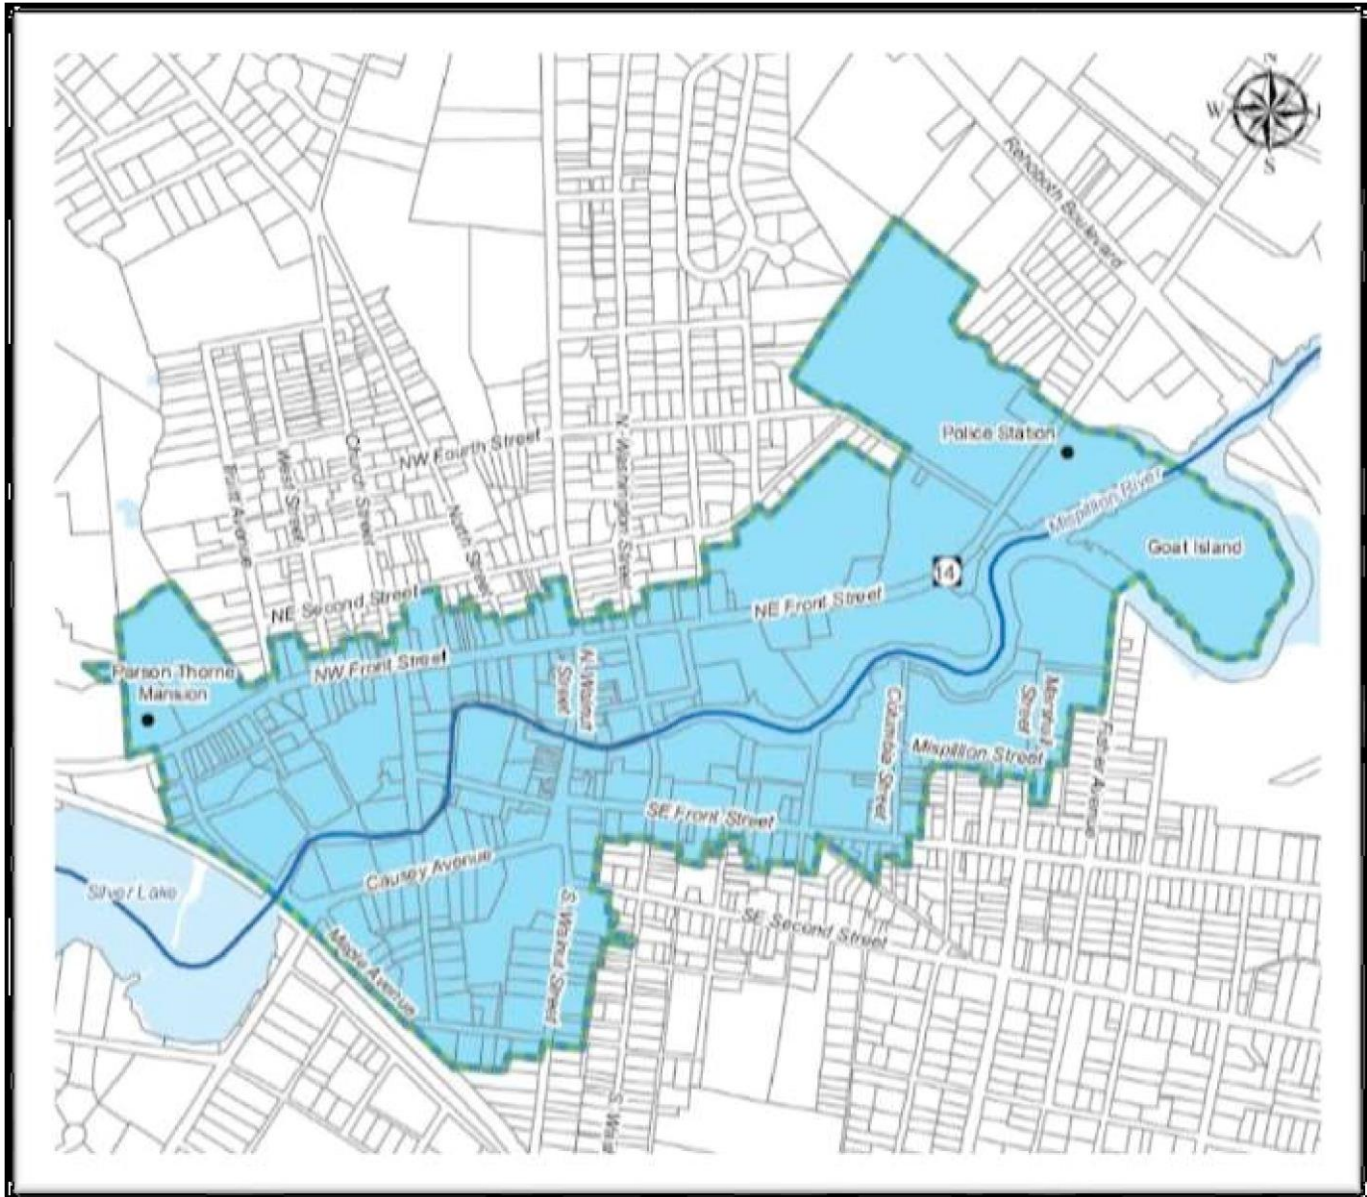 N
W
S
Rehoboth Boulevard
Police Station
NW Fourth Street
N. Washington Street
Church Street
West Street
Truitt Avenue
North Street
Mispillion River
Goat Island
14
NE Second Street
NE Front Street
NW Front Street
Parson Thorne
Mansion
N. Walnut
Street
Columbia Street
Marshall
Street
Mispillion Street
Fisher Avenue
SE Front Street
Causey Avenue
Silver Lake
S. Walnut Street
SE Second Street
Maple Avenue